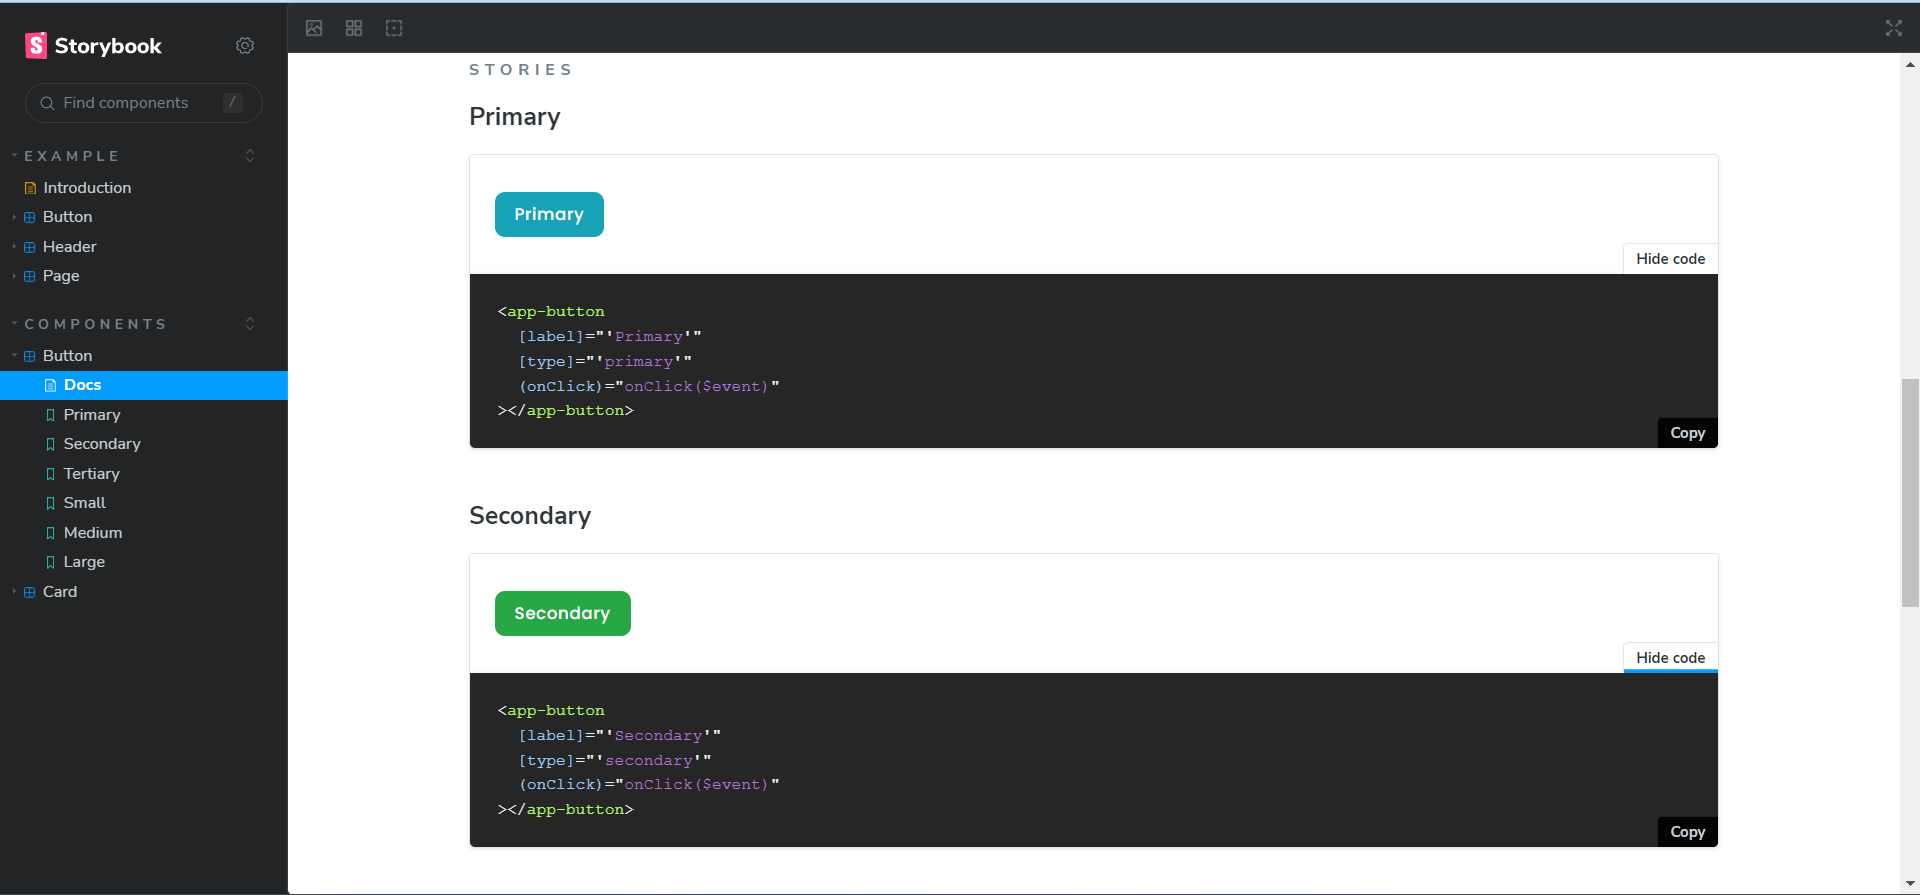 Storybook
Find components /
EXAMPLE
Introduction
Button
Header
Page
COMPONENTS
Button
Docs
Primary
Secondary
Tertiary
Small
Medium
Large
Card
STORIES
Primary
Primary
Hide code
<app-button
[label]="'Primary'"
[type]="'primary'"
(onClick)="onClick($event)"
></app-button>
Copy
Secondary
Secondary
Hide code
<app-button
[label]="'Secondary'"
[type]="'secondary'"
(onClick)="onClick($event)"
></app-button>
Copy